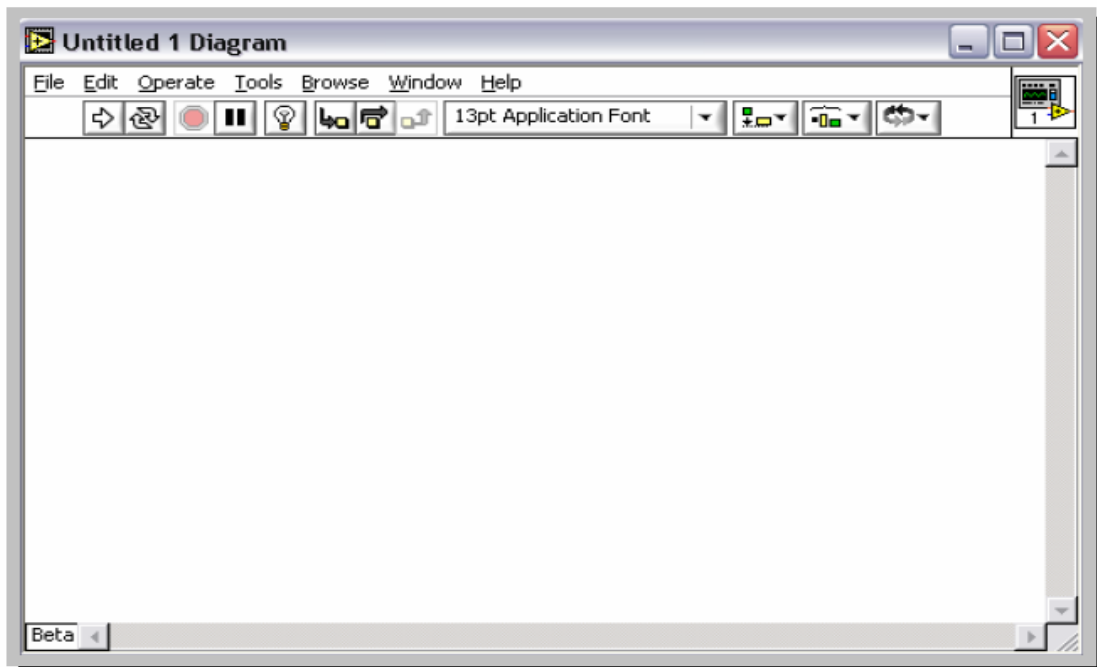 Untitled 1 Diagram
File Edit Operate Tools Browse Window Help
13pt Application Font
1
Beta